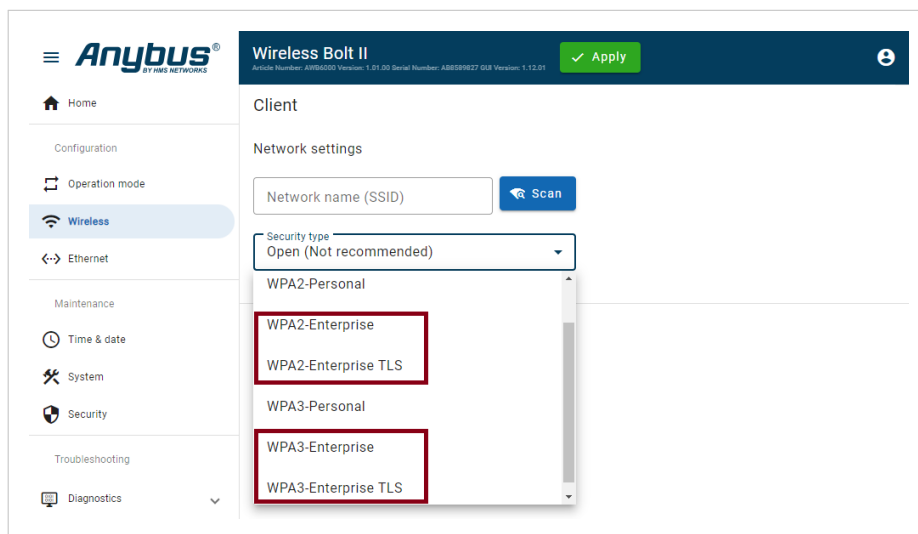 Anybus®
BY HMS NETWORKS
Wireless Bolt II
Article Number: AWB6000 Version: 1.01.00 Serial Number: AB8589827 GUI Version: 1.12.01
Apply
Home
Configuration
Operation mode
Wireless
Ethernet
Maintenance
Time & date
System
Security
Troubleshooting
Diagnostics
Client
Network settings
Network name (SSID)
Scan
Security type
Open (Not recommended)
WPA2-Personal
WPA2-Enterprise
WPA2-Enterprise TLS
WPA3-Personal
WPA3-Enterprise
WPA3-Enterprise TLS